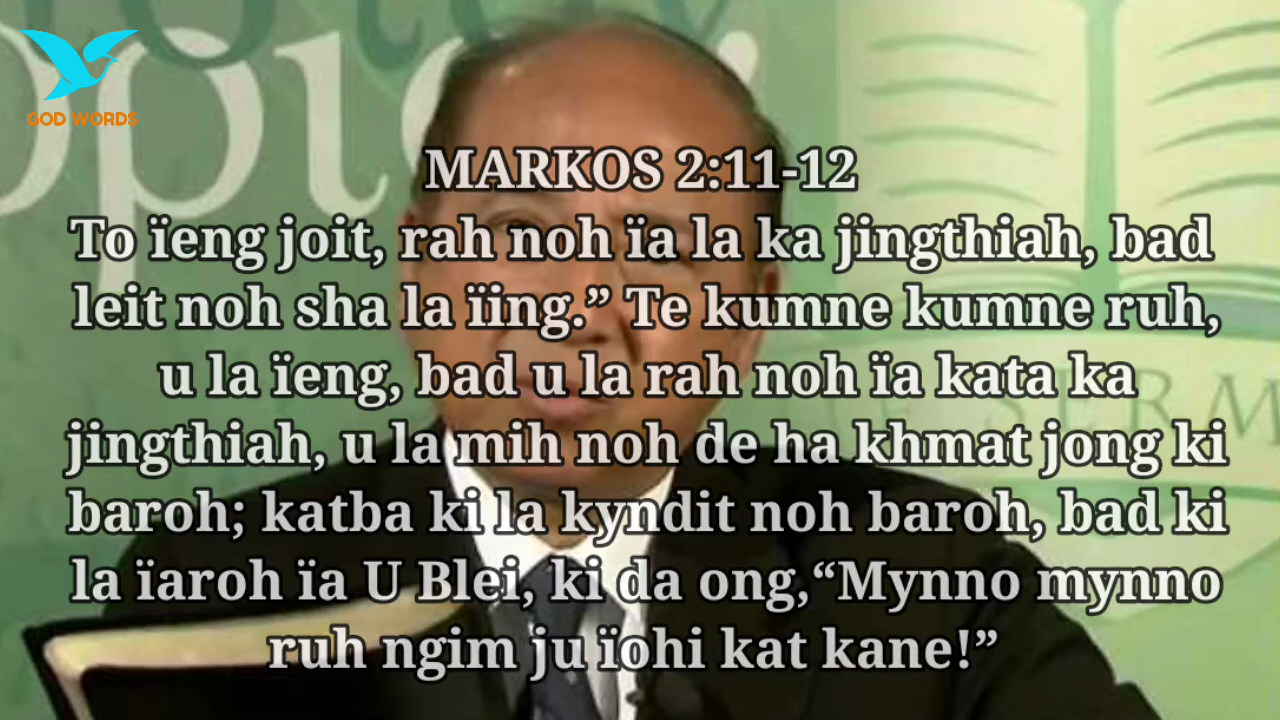 GOD WORDS
MARKOS 2:11-12
To ïeng joit, rah noh ïa la ka jingthiah, bad
leit noh sha la ïing.” Te kumne kumne ruh,
u la ïeng, bad u la rah noh ïa kata ka
jingthiah, u la mih noh de ha khmat jong ki
baroh; katba ki la kyndit noh baroh, bad ki
la ïaroh ïa U Blei, ki da ong,“Mynno mynno
ruh ngim ju ïohi kat kane!”